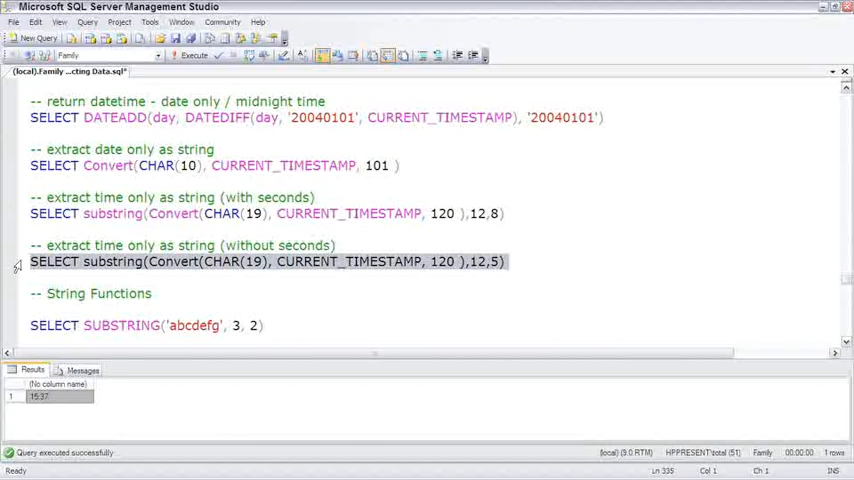 Microsoft SQL Server Management Studio
File Edit View Query Project Tools Window Community Help
New Query
Family Execute
(local).Family ...cting Data.sql*
-- return datetime - date only / midnight time
SELECT DATEADD(day, DATEDIFF(day, '20040101', CURRENT_TIMESTAMP), '20040101')
-- extract date only as string
SELECT Convert(CHAR(10), CURRENT_TIMESTAMP, 101 )
-- extract time only as string (with seconds)
SELECT substring(Convert(CHAR(19), CURRENT_TIMESTAMP, 120 ),12,8)
-- extract time only as string (without seconds)
SELECT substring(Convert(CHAR(19), CURRENT_TIMESTAMP, 120 ),12,5)
-- String Functions
SELECT SUBSTRING('abcdefg', 3, 2)
Results Messages
(No column name)
1 15:37
Query executed successfully (local) (9.0 RTM) HPPRESENT\total (51) Family 00:00:00 1 rows
Ready Ln 335 Col 1 Ch 1 INS